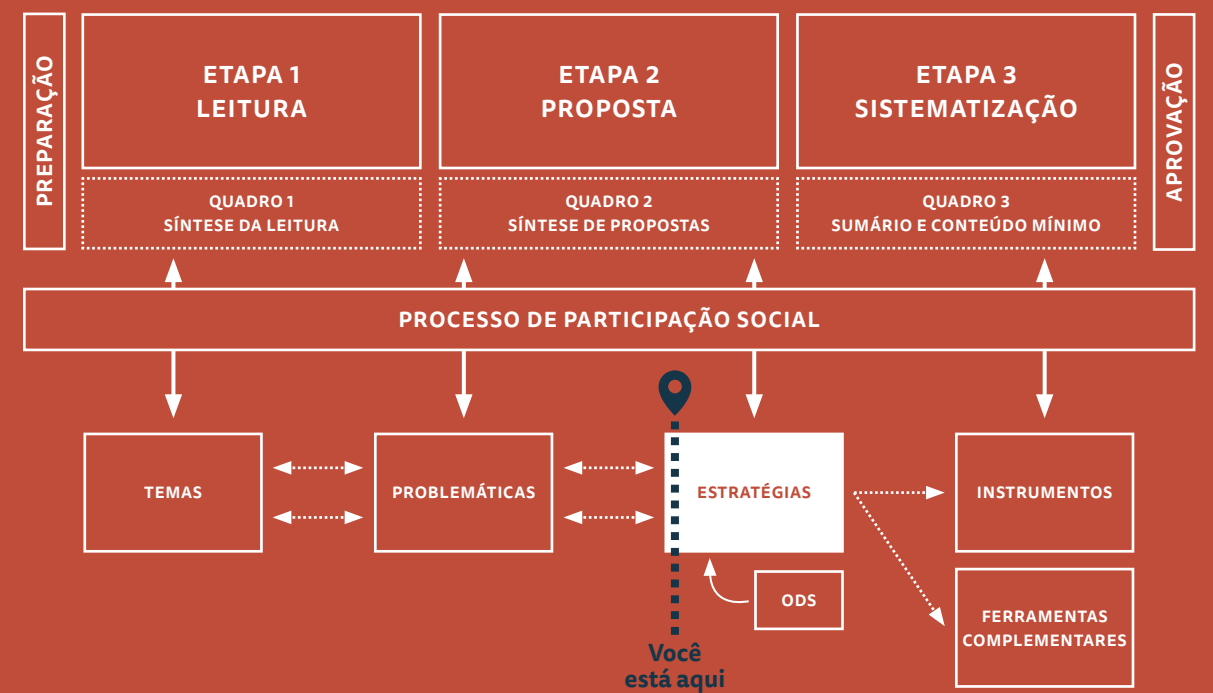 PREPARAÇÃO
ETAPA 1
LEITURA
ETAPA 2
PROPOSTA
ETAPA 3
SISTEMATIZAÇÃO
APROVAÇÃO
QUADRO 1
SÍNTESE DA LEITURA
QUADRO 2
SÍNTESE DE PROPOSTAS
QUADRO 3
SUMÁRIO E CONTEÚDO MÍNIMO
PROCESSO DE PARTICIPAÇÃO SOCIAL
TEMAS
PROBLEMÁTICAS
ESTRATÉGIAS
INSTRUMENTOS
ODS
FERRAMENTAS
COMPLEMENTARES
Você
está aqui